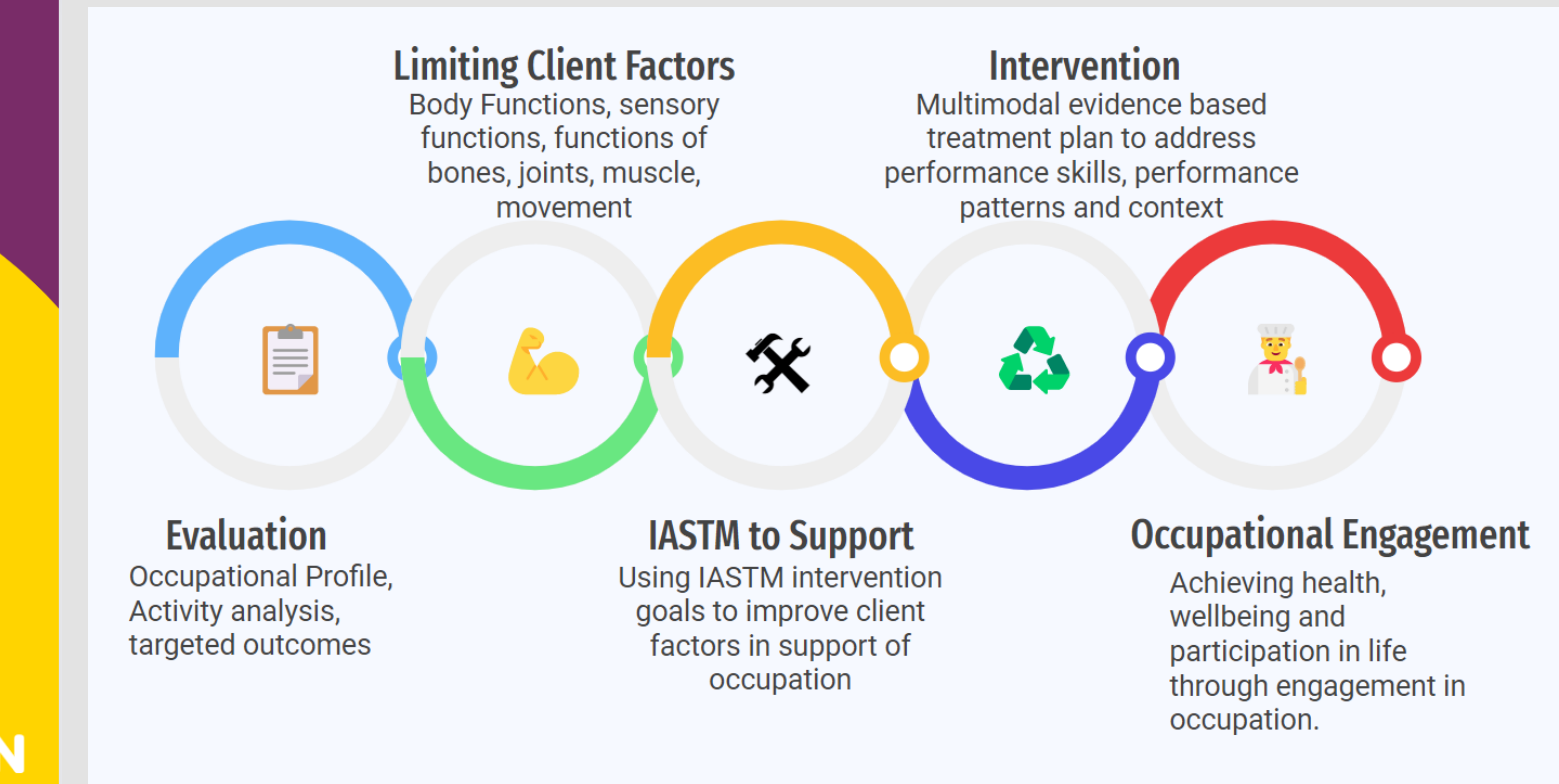 Limiting Client Factors
Body Functions, sensory
functions, functions of
bones, joints, muscle,
movement
Intervention
Multimodal evidence based
treatment plan to address
performance skills, performance
patterns and context
Evaluation
Occupational Profile,
Activity analysis,
targeted outcomes
IASTM to Support
Using IASTM intervention
goals to improve client
factors in support of
occupation
Occupational Engagement
Achieving health,
wellbeing and
participation in life
through engagement in
occupation.
N